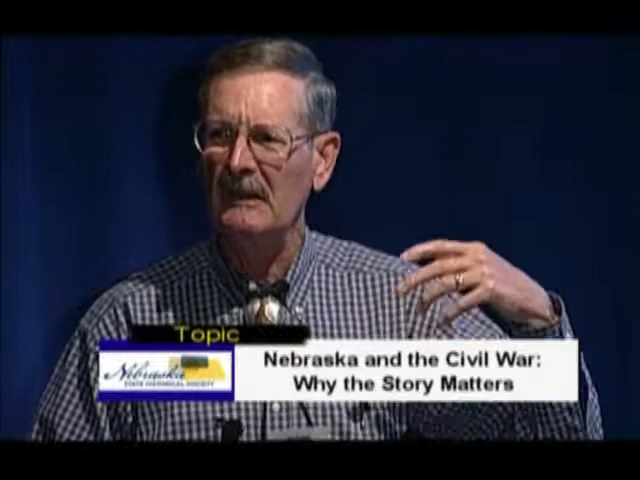 Topic
Nebraska
STATE HISTORICAL SOCIETY
Nebraska and the Civil War:
Why the Story Matters